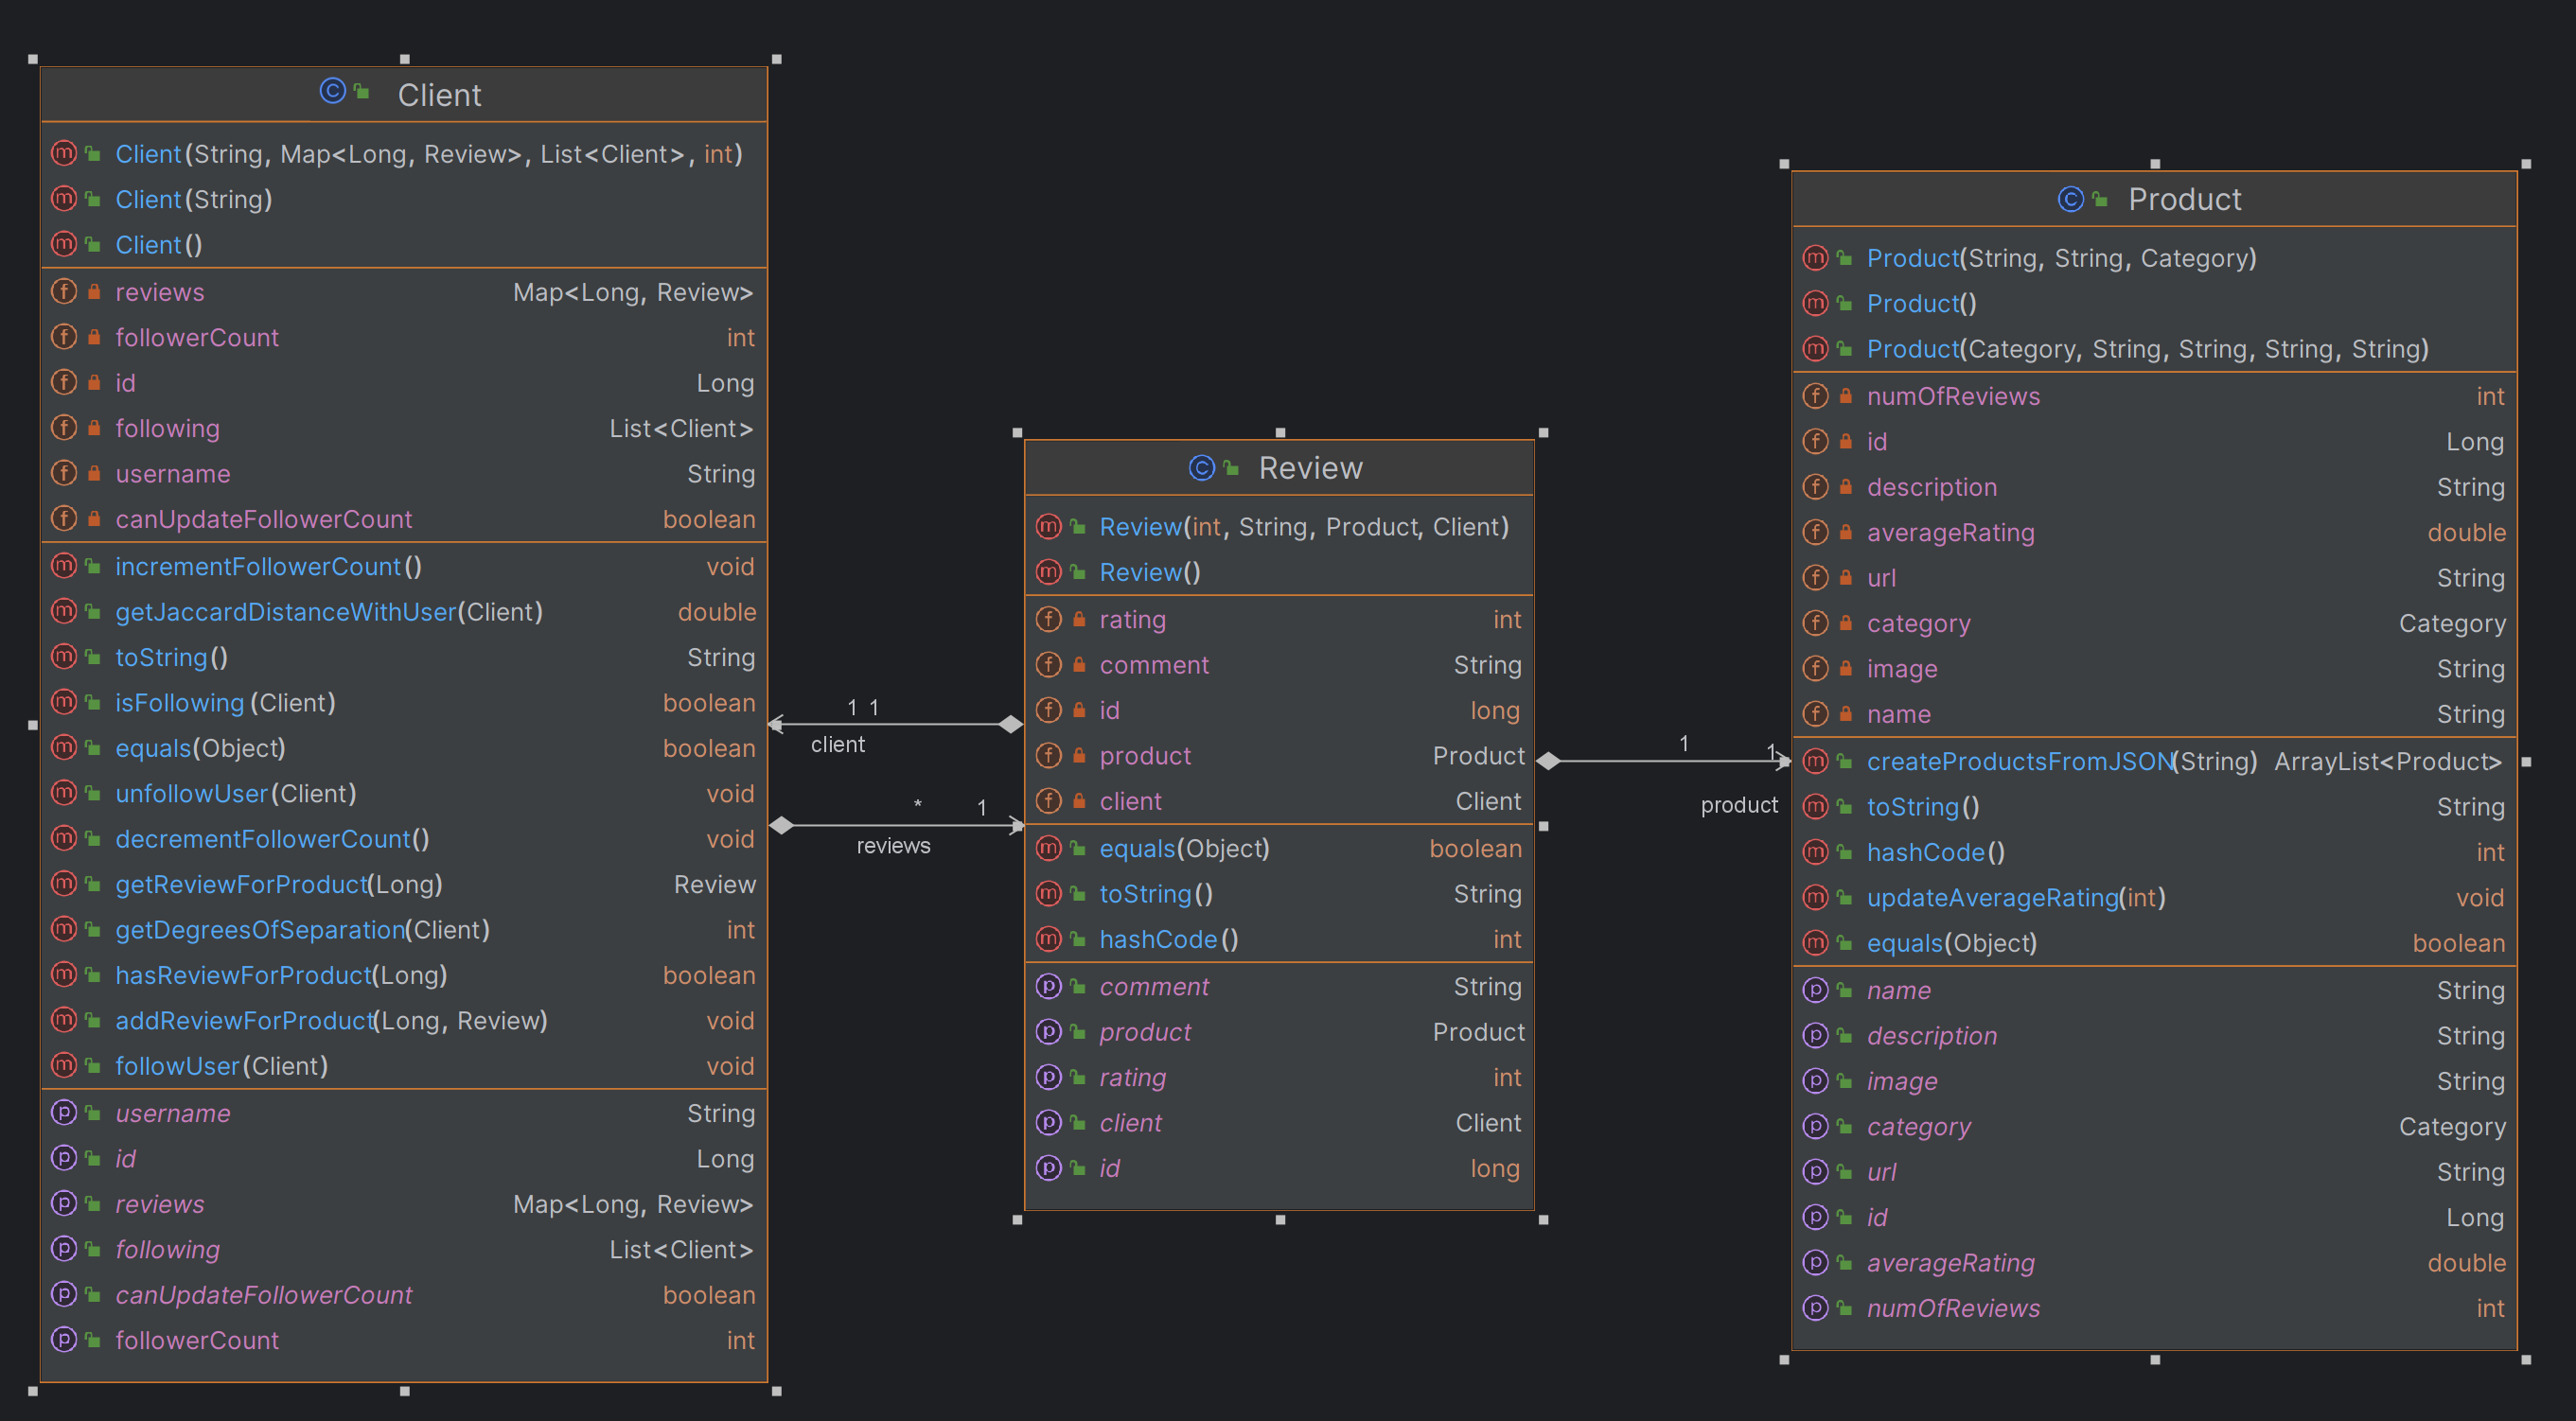 Client
Client(String, Map<Long, Review>, List<Client>, int)
Client(String)
Client()
reviews Map<Long, Review>
followerCount int
id Long
following List<Client>
username String
canUpdateFollowerCount boolean
incrementFollowerCount() void
getJaccardDistanceWithUser(Client) double
toString() String
isFollowing(Client) boolean
equals(Object) boolean
unfollowUser(Client) void
decrementFollowerCount() void
getReviewForProduct(Long) Review
getDegreesOfSeparation(Client) int
hasReviewForProduct(Long) boolean
addReviewForProduct(Long, Review) void
followUser(Client) void
username String
id Long
reviews Map<Long, Review>
following List<Client>
canUpdateFollowerCount boolean
followerCount int
1 1
client
* 1
reviews
Review
Review(int, String, Product, Client)
Review()
rating int
comment String
id long
product Product
client Client
equals(Object) boolean
toString() String
hashCode() int
comment String
product Product
rating int
client Client
id long
1 1
product
Product
Product(String, String, Category)
Product()
Product(Category, String, String, String, String)
numOfReviews int
id Long
description String
averageRating double
url String
category Category
image String
name String
createProductsFromJSON(String) ArrayList<Product>
toString() String
hashCode() int
updateAverageRating(int) void
equals(Object) boolean
name String
description String
image String
category Category
url String
id Long
averageRating double
numOfReviews int